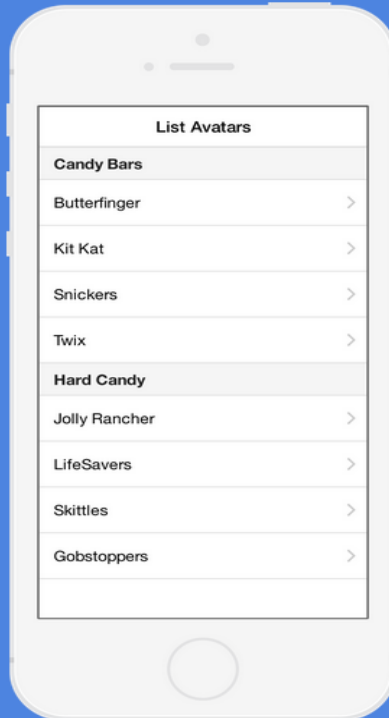 List Avatars
Candy Bars
Butterfinger
Kit Kat
Snickers
Twix
Hard Candy
Jolly Rancher
LifeSavers
Skittles
Gobstoppers